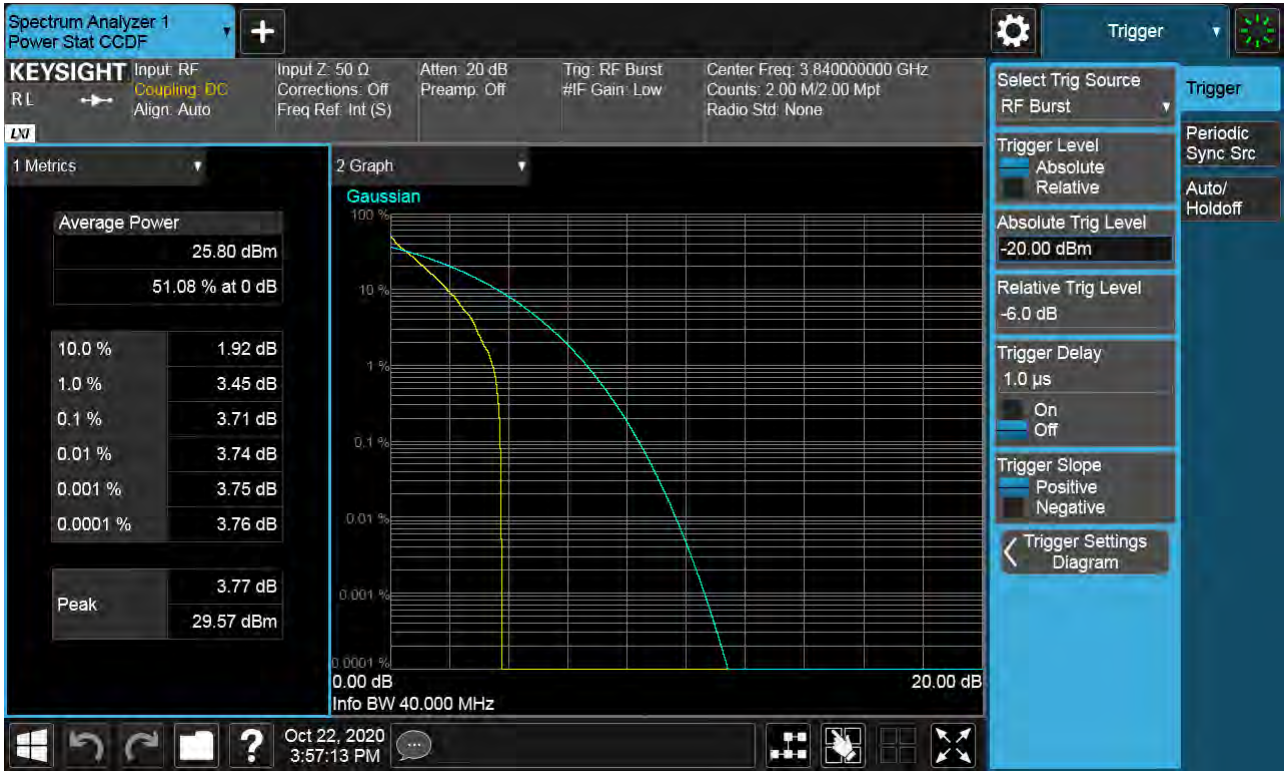 Spectrum Analyzer 1
Power Stat CCDF
+
Trigger
KEYSIGHT
RL
LXI
Input: RF
Coupling: DC
Align: Auto
Input Z: 50 Ω
Corrections: Off
Freq Ref: Int (S)
Atten: 20 dB
Preamp: Off
Trig: RF Burst
#IF Gain: Low
Center Freq: 3.840000000 GHz
Counts: 2.00 M/2.00 Mpt
Radio Std: None
1 Metrics
Average Power
25.80 dBm
51.08 % at 0 dB
10.0 % 1.92 dB
1.0 % 3.45 dB
0.1 % 3.71 dB
0.01 % 3.74 dB
0.001 % 3.75 dB
0.0001 % 3.76 dB
Peak
3.77 dB
29.57 dBm
2 Graph
Gaussian
100 %
10 %
1 %
0.1 %
0.01 %
0.001 %
0.0001 %
0.00 dB 20.00 dB
Info BW 40.000 MHz
Select Trig Source
RF Burst
Trigger Level
Absolute
Relative
Absolute Trig Level
-20.00 dBm
Relative Trig Level
-6.0 dB
Trigger Delay
1.0 µs
On
Off
Trigger Slope
Positive
Negative
Trigger Settings
Diagram
Trigger
Periodic
Sync Src
Auto/
Holdoff
?
Oct 22, 2020
3:57:13 PM